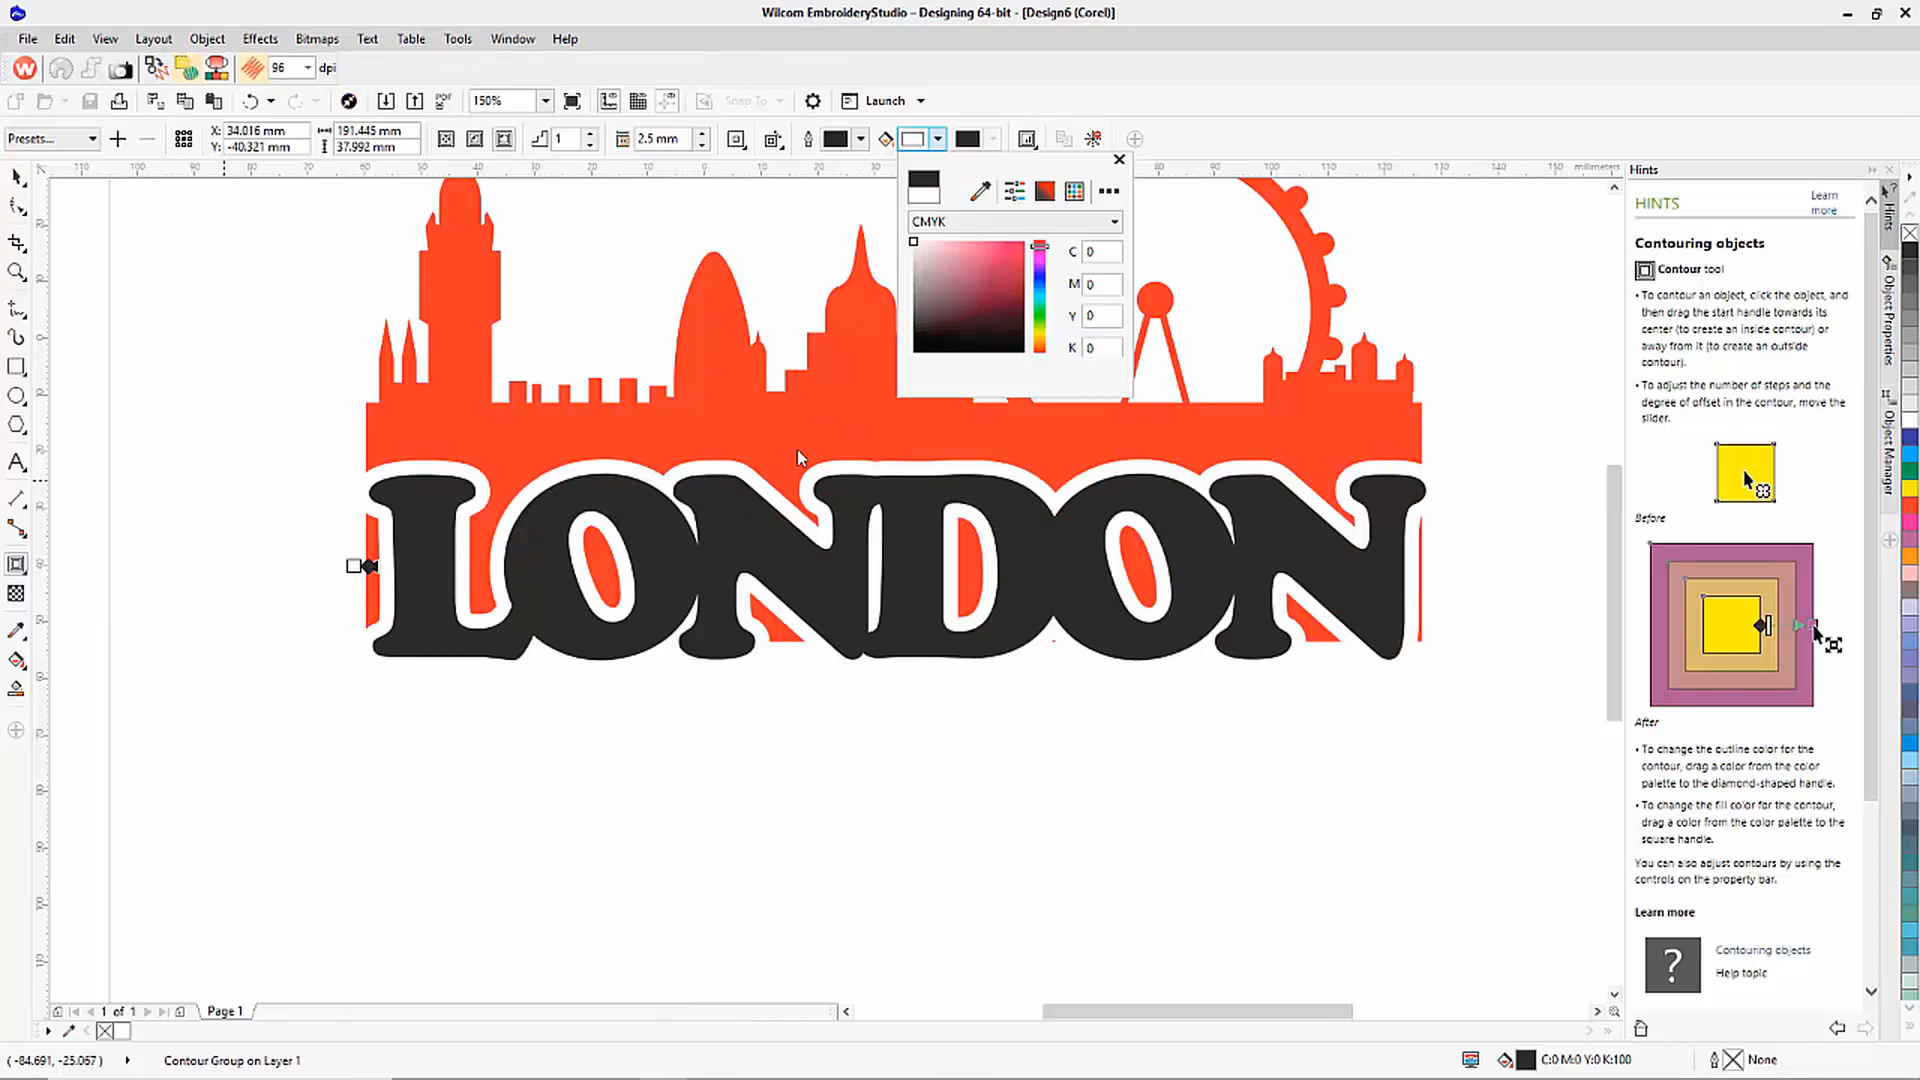 Wilcom EmbroideryStudio – Designing 64-bit - [Design6 (Corel)]
File Edit View Layout Object Effects Bitmaps Text Table Tools Window Help
W 96 dpi
PDF 150% Snap To Launch
Presets... X: 34.016 mm 191.445 mm 1 2.5 mm
Y: -40.321 mm 37.992 mm
millimeters
CMYK
C 0
M 0
Y 0
K 0
LONDON
Hints
HINTS
Learn more
Contouring objects
Contour tool
• To contour an object, click the object, and
then drag the start handle towards its
center (to create an inside contour) or
away from it (to create an outside
contour).
• To adjust the number of steps and the
degree of offset in the contour, move the
slider.
Before
After
• To change the outline color for the
contour, drag a color from the color
palette to the diamond-shaped handle.
• To change the fill color for the contour,
drag a color from the color palette to the
square handle.
You can also adjust contours by using the
controls on the property bar.
Learn more
?
Contouring objects
Help topic
Hints
Object Properties
Object Manager
1 of 1 Page 1
( -84.691, -25.067 ) Contour Group on Layer 1 C:0 M:0 Y:0 K:100 None